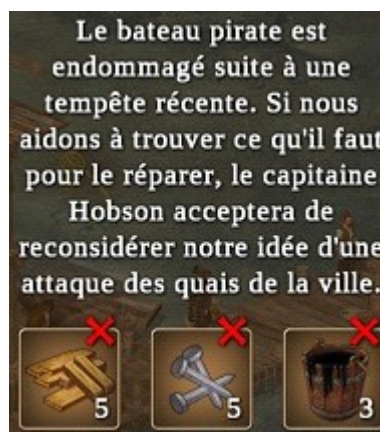 Le bateau pirate est
endommagé suite à une
tempête récente. Si nous
aidons à trouver ce qu'il faut
pour le réparer, le capitaine
Hobson acceptera de
reconsidérer notre idée d'une
attaque des quais de la ville.
5 5 3